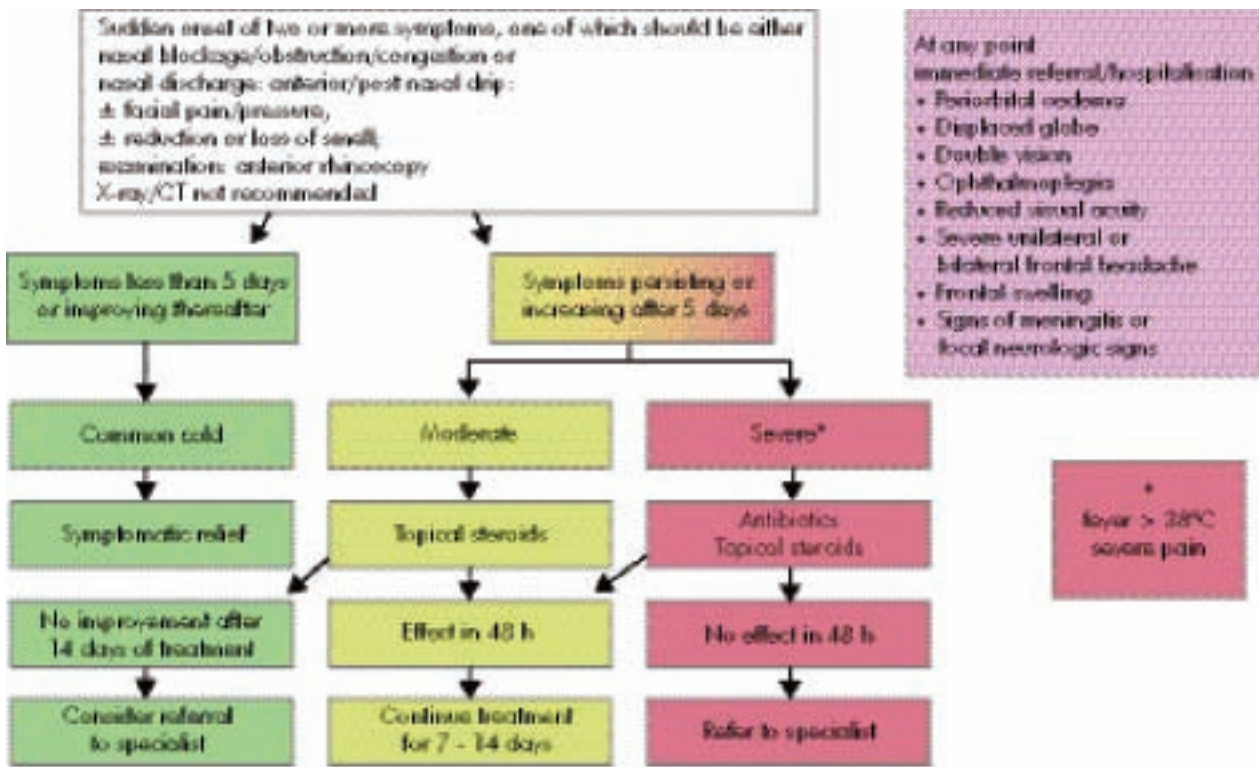 Sudden onset of two or more symptoms, one of which should be either
nasal blockage/obstruction/congestion or
nasal discharge: anterior/post nasal drip:
± facial pain/pressure,
± reduction or loss of smell;
examination: anterior rhinoscopy
X-ray/CT not recommended
At any point
immediate referral/hospitalisation
• Periorbital oedema
• Displaced globe
• Double vision
• Ophthalmoplegia
• Reduced visual acuity
• Severe unilateral or
bilateral frontal headache
• Frontal swelling
• Signs of meningitis or
focal neurologic signs
Symptoms less than 5 days
or improving thereafter
Symptoms persisting or
increasing after 5 days
Common cold
Moderate
Severe*
Symptomatic relief
Topical steroids
Antibiotics
Topical steroids
*
fever > 38°C
severe pain
No improvement after
14 days of treatment
Effect in 48 h
No effect in 48 h
Consider referral
to specialist
Continue treatment
for 7 - 14 days
Refer to specialist